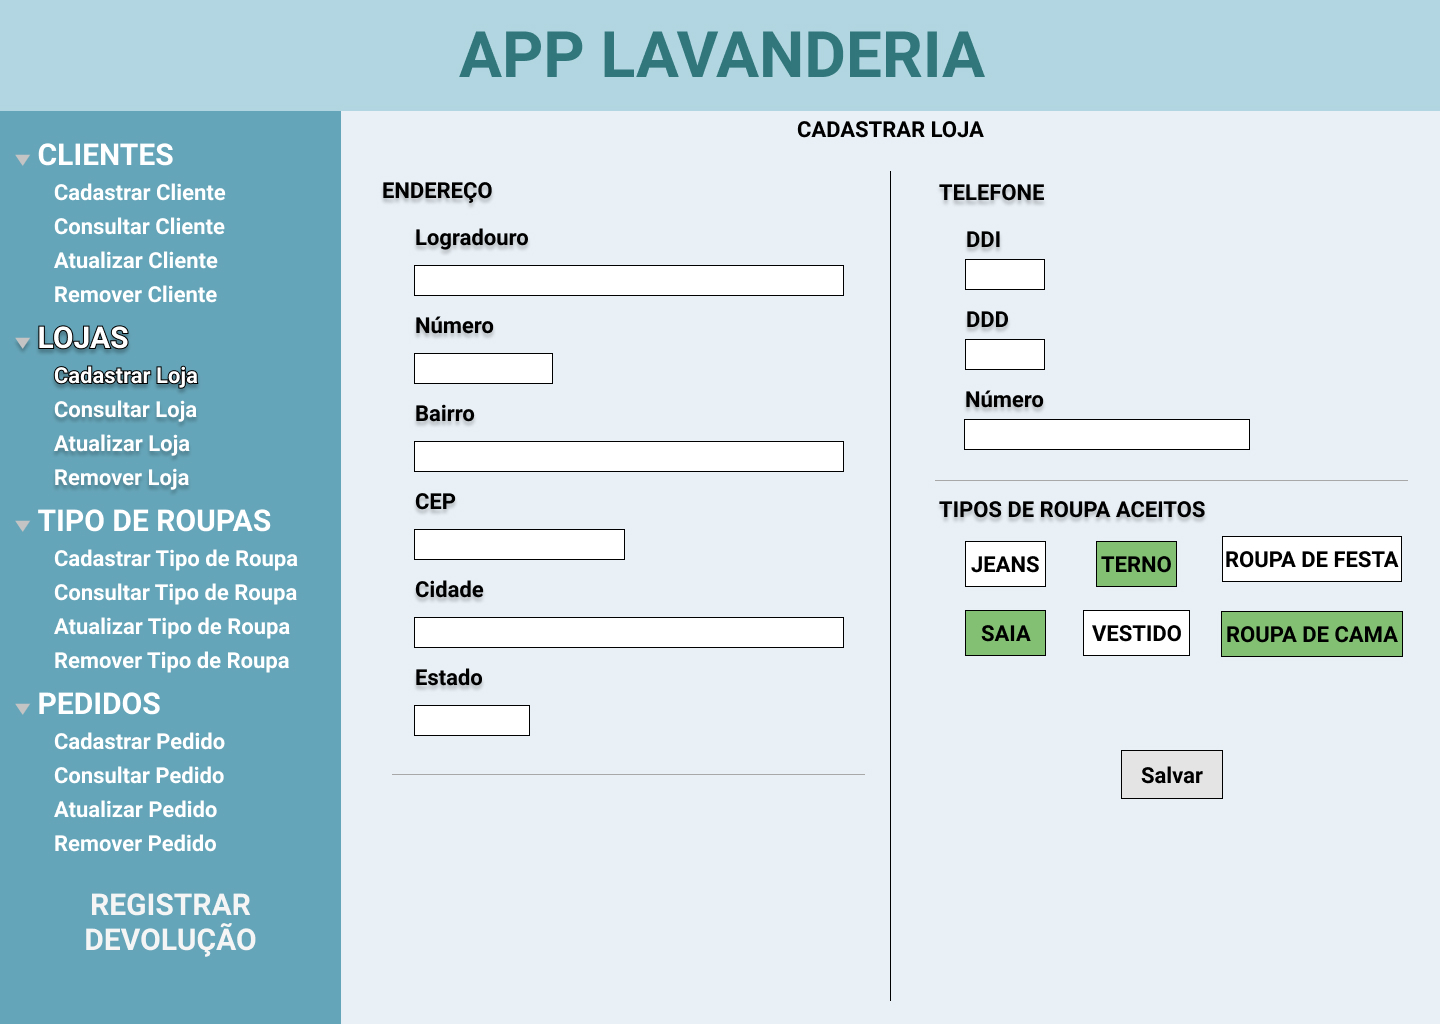 APP LAVANDERIA
CLIENTES
Cadastrar Cliente
Consultar Cliente
Atualizar Cliente
Remover Cliente
LOJAS
Cadastrar Loja
Consultar Loja
Atualizar Loja
Remover Loja
TIPO DE ROUPAS
Cadastrar Tipo de Roupa
Consultar Tipo de Roupa
Atualizar Tipo de Roupa
Remover Tipo de Roupa
PEDIDOS
Cadastrar Pedido
Consultar Pedido
Atualizar Pedido
Remover Pedido
REGISTRAR
DEVOLUÇÃO
CADASTRAR LOJA
ENDEREÇO
Logradouro
Número
Bairro
CEP
Cidade
Estado
TELEFONE
DDI
DDD
Número
TIPOS DE ROUPA ACEITOS
JEANS TERNO ROUPA DE FESTA
SAIA VESTIDO ROUPA DE CAMA
Salvar